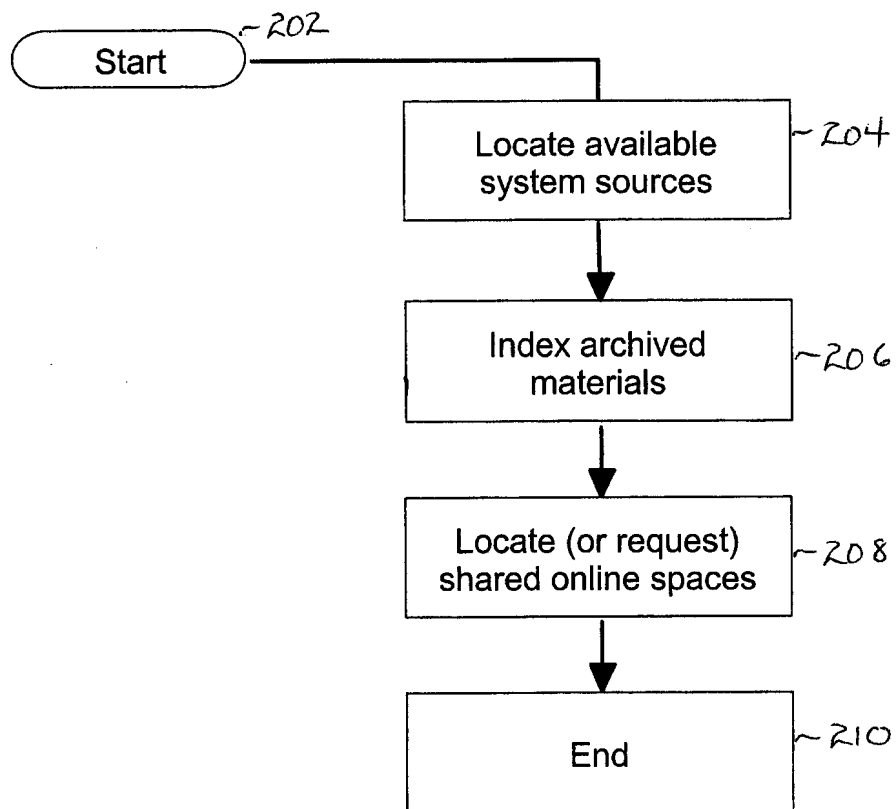 Start
202
Locate available
system sources
204
Index archived
materials
206
Locate (or request)
shared online spaces
208
End
210